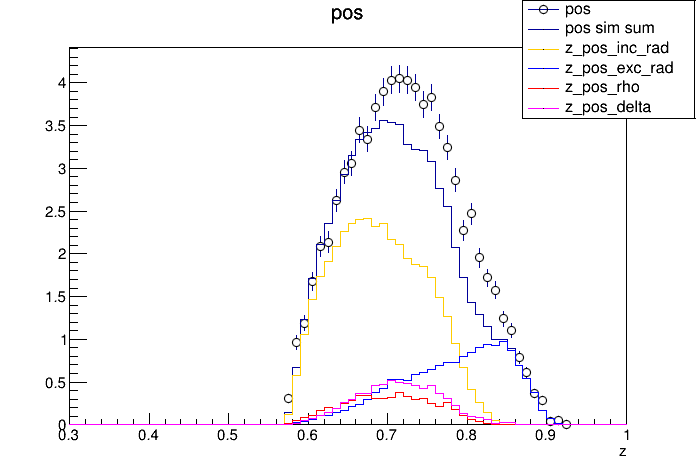 pos
pos
pos sim sum
z_pos_inc_rad
z_pos_exc_rad
z_pos_rho
z_pos_delta
4
3.5
3
2.5
2
1.5
1
0.5
0
0.3 0.4 0.5 0.6 0.7 0.8 0.9 1
z